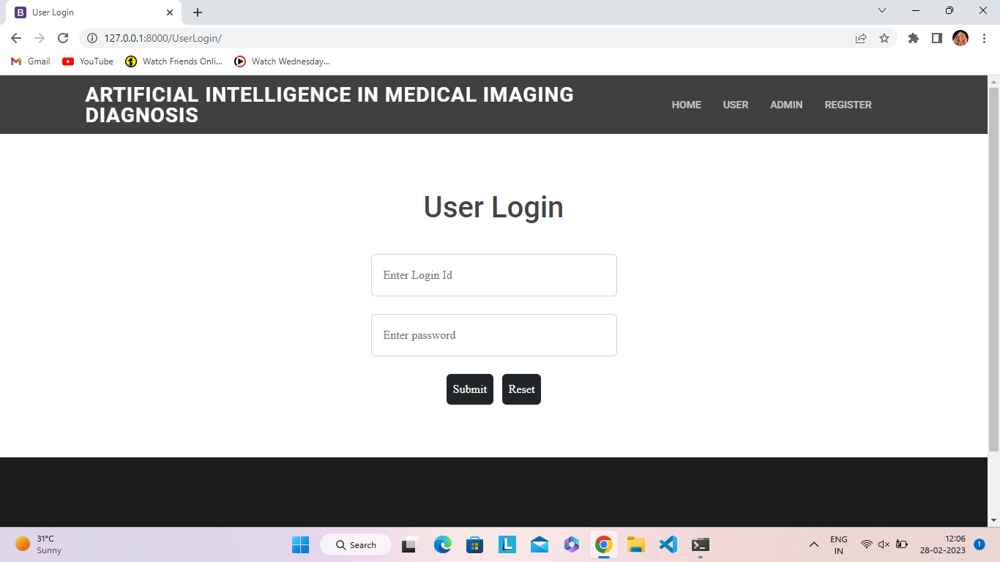 User Login
127.0.0.1:8000/UserLogin/
Gmail YouTube Watch Friends Onli... Watch Wednesday...
ARTIFICIAL INTELLIGENCE IN MEDICAL IMAGING
DIAGNOSIS
HOME USER ADMIN REGISTER
User Login
Enter Login Id
Enter password
Submit Reset
31°C
Sunny
Search
ENG
IN
12:06
28-02-2023
1